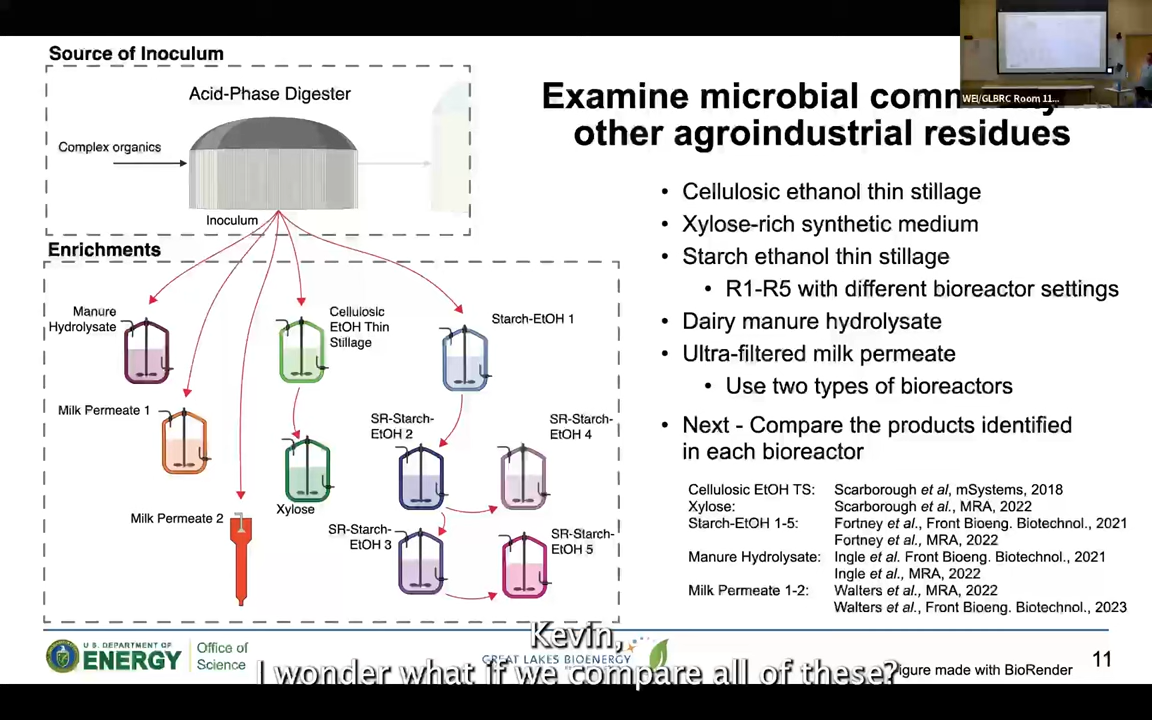 Source of Inoculum
Acid-Phase Digester
Complex organics
Inoculum
Enrichments
Manure
Hydrolysate
Cellulosic
EtOH Thin
Stillage
Starch-EtOH 1
Milk Permeate 1
SR-Starch-
EtOH 2
SR-Starch-
EtOH 4
Milk Permeate 2
Xylose
SR-Starch-
EtOH 3
SR-Starch-
EtOH 5
WEI/GLBRC Room 11...
Examine microbial
other agroindustrial residues
• Cellulosic ethanol thin stillage
• Xylose-rich synthetic medium
• Starch ethanol thin stillage
• R1-R5 with different bioreactor settings
• Dairy manure hydrolysate
• Ultra-filtered milk permeate
• Use two types of bioreactors
• Next - Compare the products identified
in each bioreactor
Cellulosic EtOH TS: Scarborough et al, mSystems, 2018
Xylose: Scarborough et al., MRA, 2022
Starch-EtOH 1-5: Fortney et al., Front Bioeng. Biotechnol., 2021
Fortney et al., MRA, 2022
Manure Hydrolysate: Ingle et al. Front Bioeng. Biotechnol., 2021
Ingle et al., MRA, 2022
Milk Permeate 1-2: Walters et al., MRA, 2022
Walters et al., Front Bioeng. Biotechnol., 2023
U.S. DEPARTMENT OF
ENERGY
Office of
Science
GREAT LAKES BIOENERGY
Figure made with BioRender
11
Kevin,
I wonder what if we compare all of these?